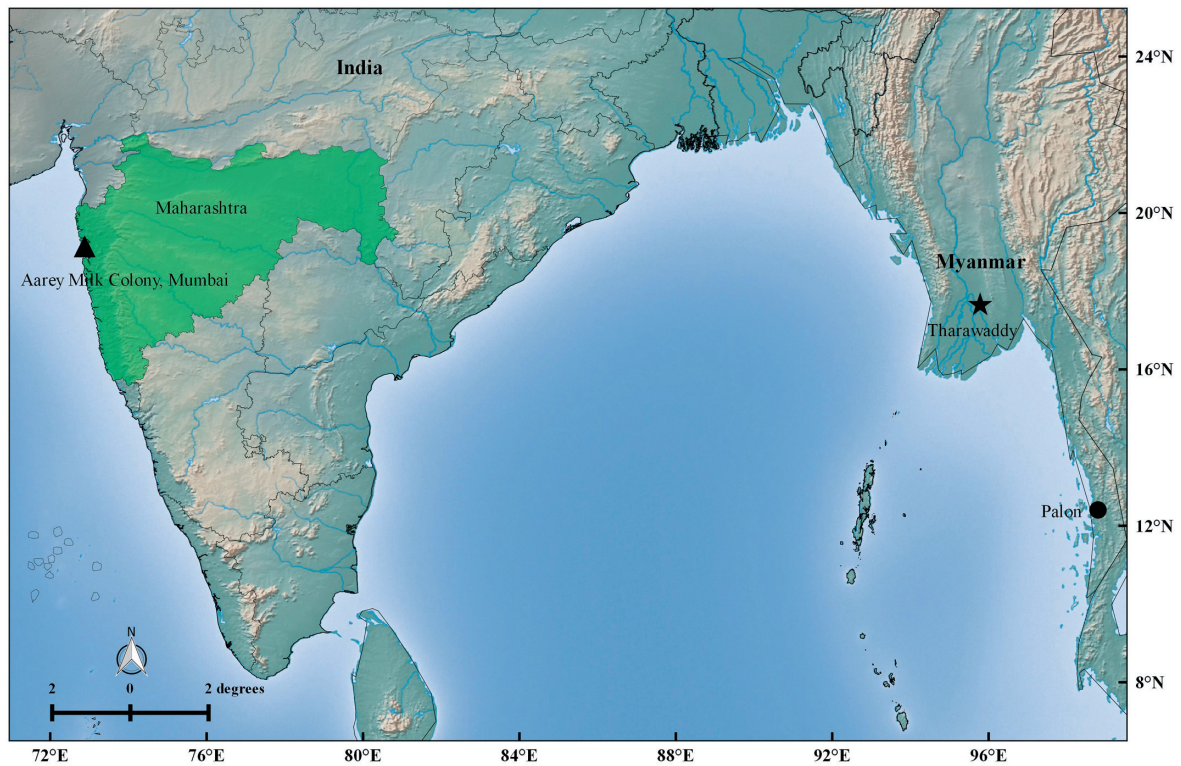 India
24°N
Maharashtra
20°N
Myanmar
Aarey Milk Colony, Mumbai
Tharawaddy
16°N
Palon
12°N
N
8°N
2 0 2 degrees
72°E 76°E 80°E 84°E 88°E 92°E 96°E